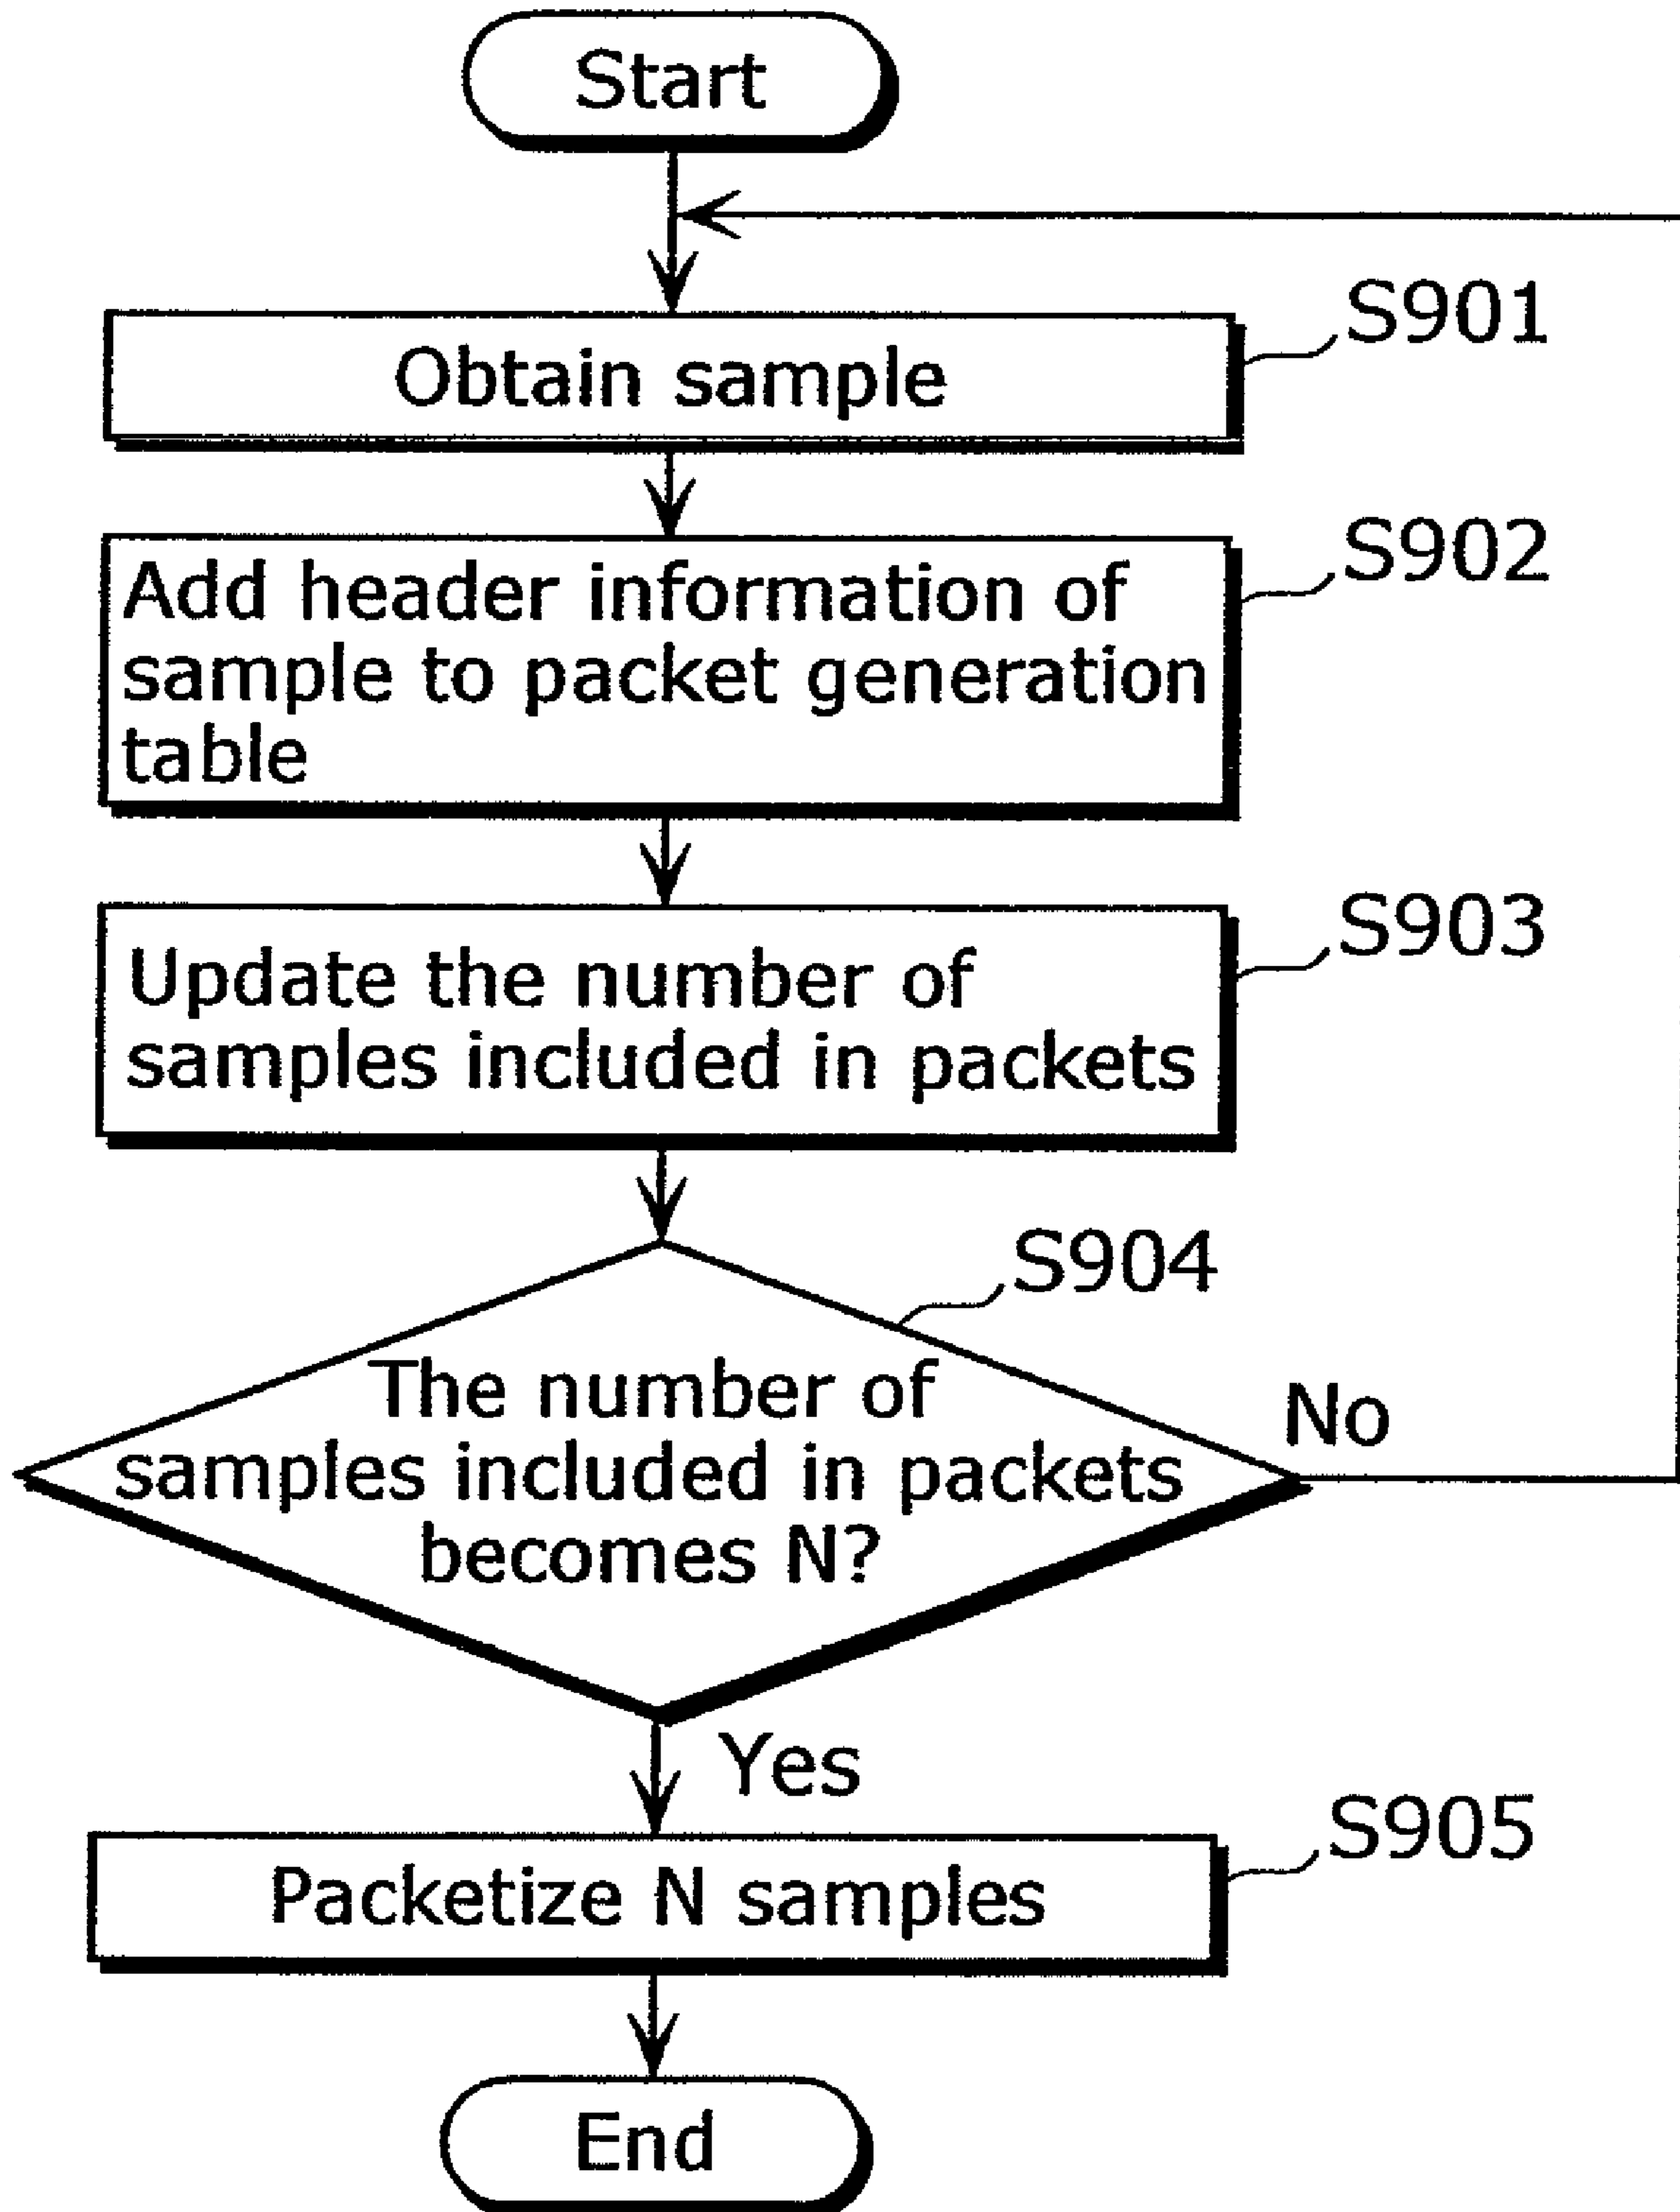 Start
S901
Obtain sample
S902
Add header information of
sample to packet generation
table
S903
Update the number of
samples included in packets
S904
The number of
samples included in packets
becomes N?
No
Yes
S905
Packetize N samples
End